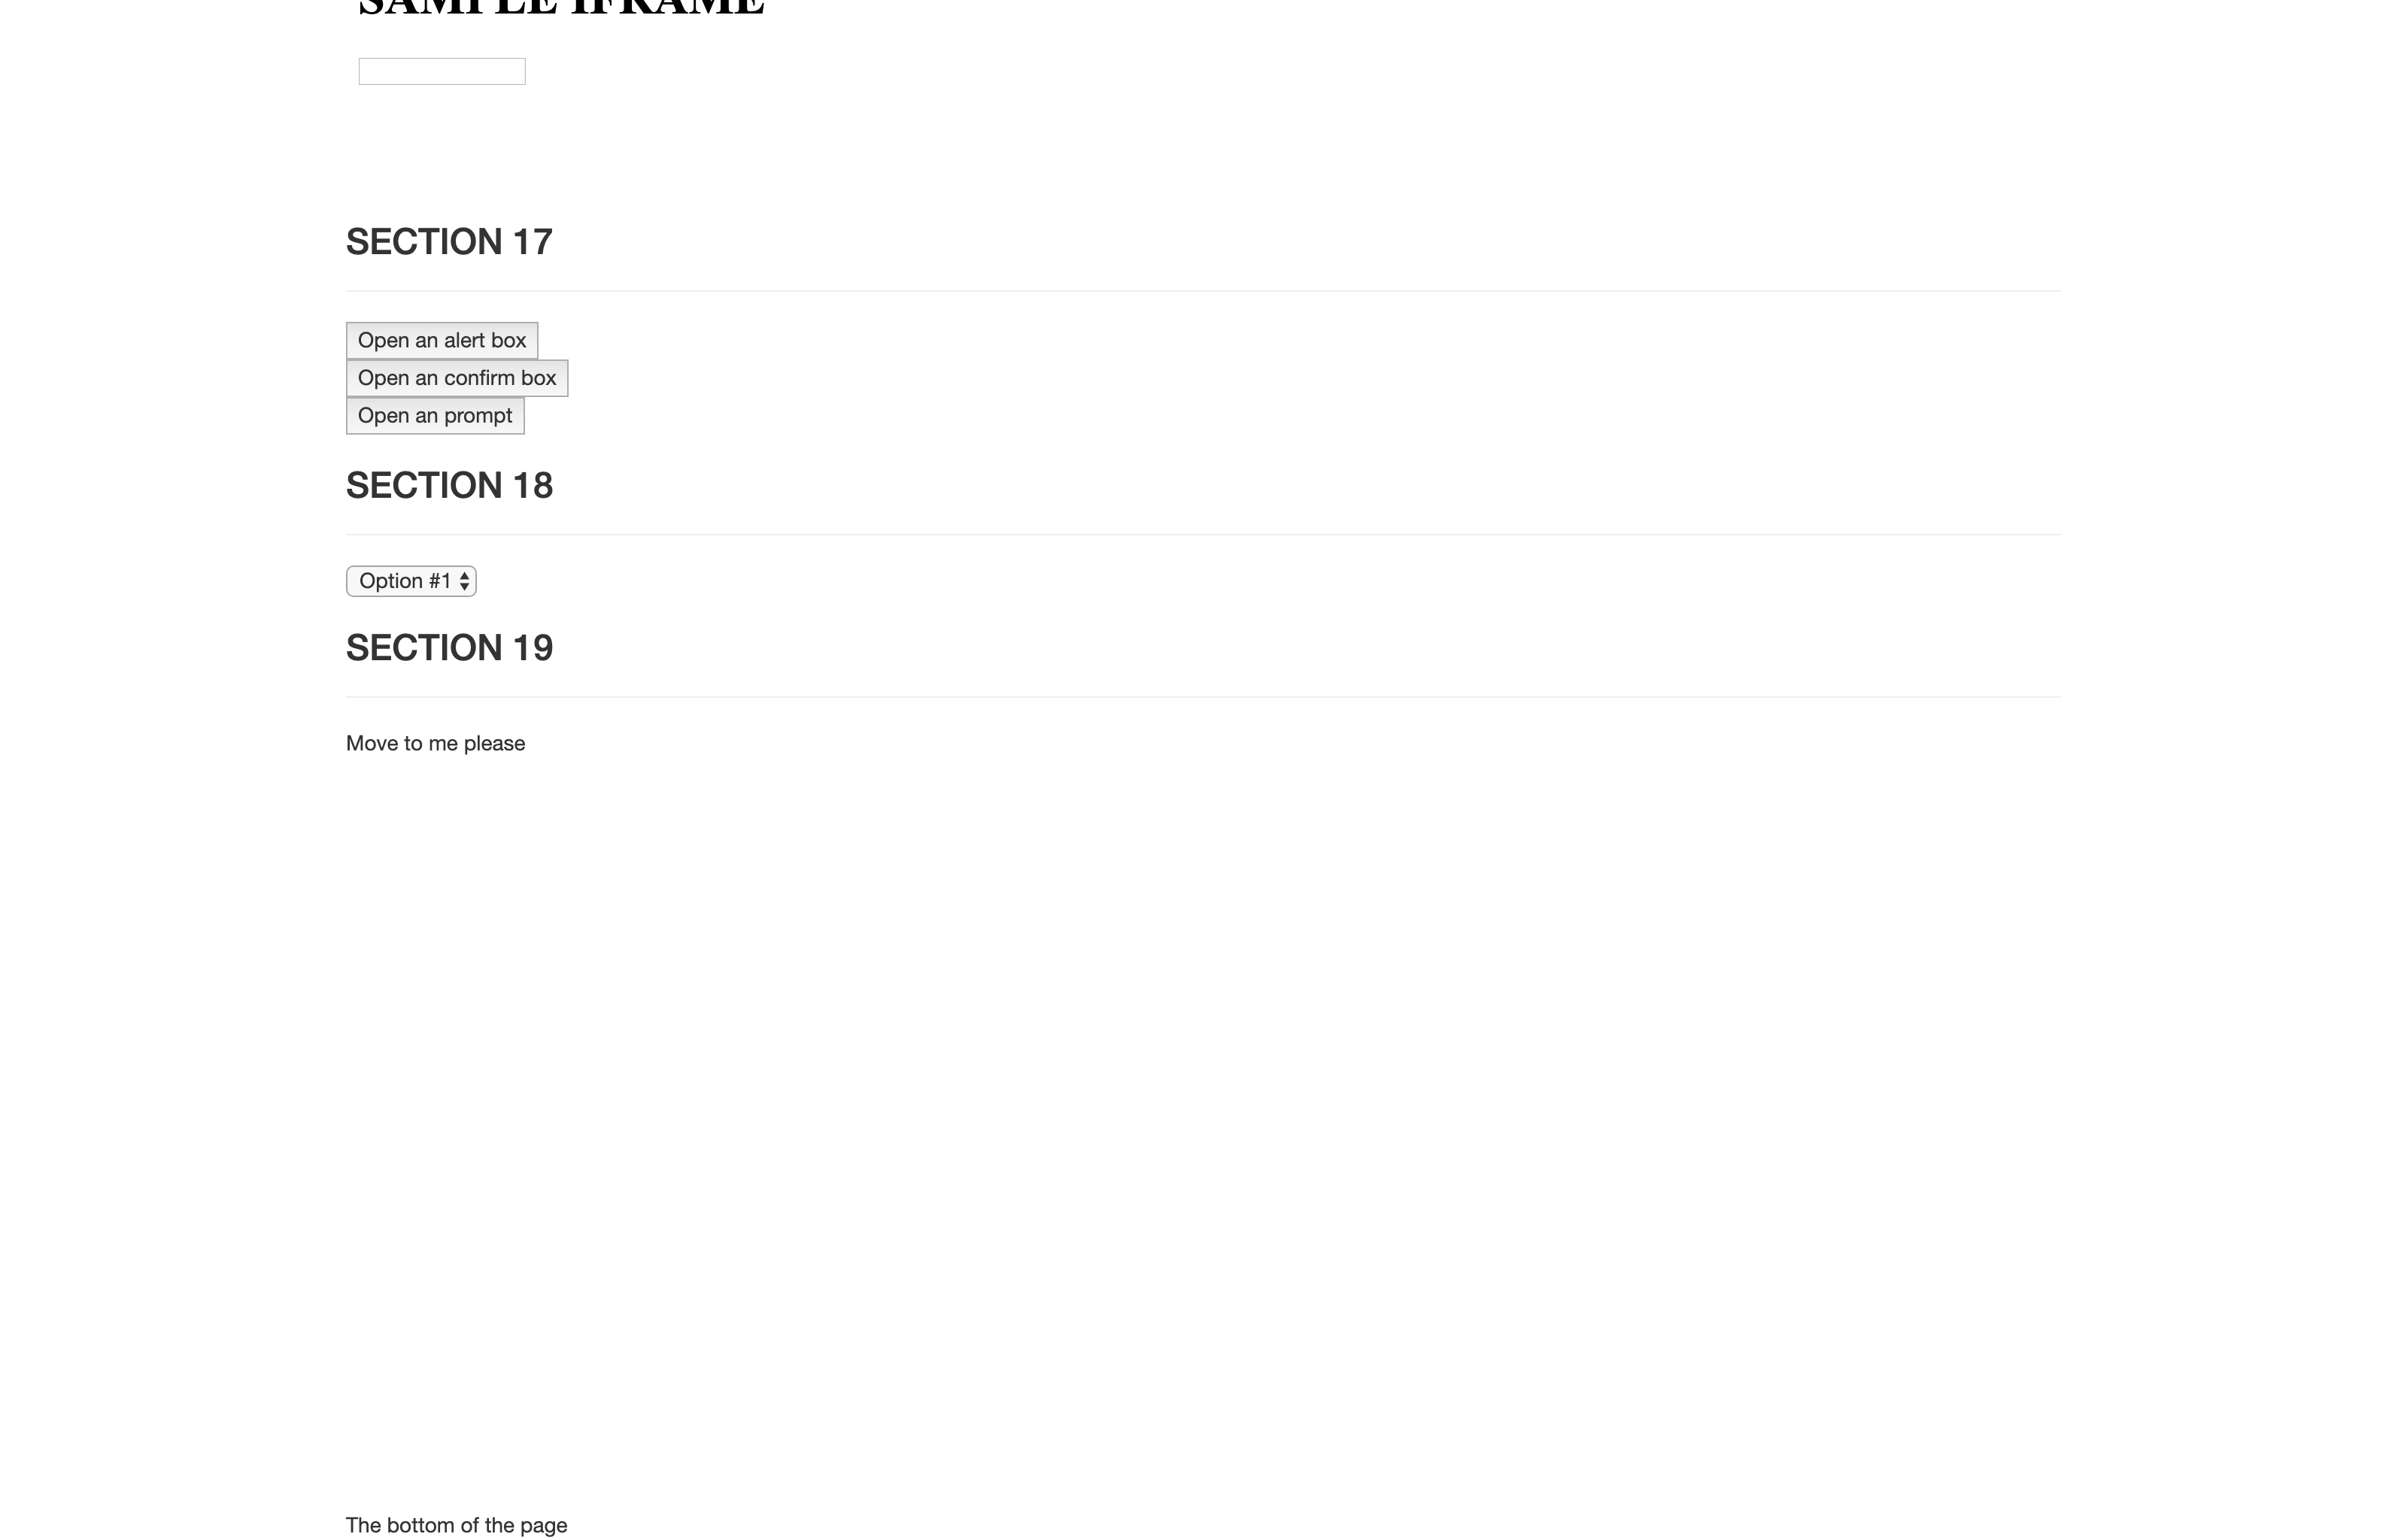 SAMPLE IFRAME
SECTION 17
Open an alert box
Open an confirm box
Open an prompt
SECTION 18
Option #1
SECTION 19
Move to me please
The bottom of the page